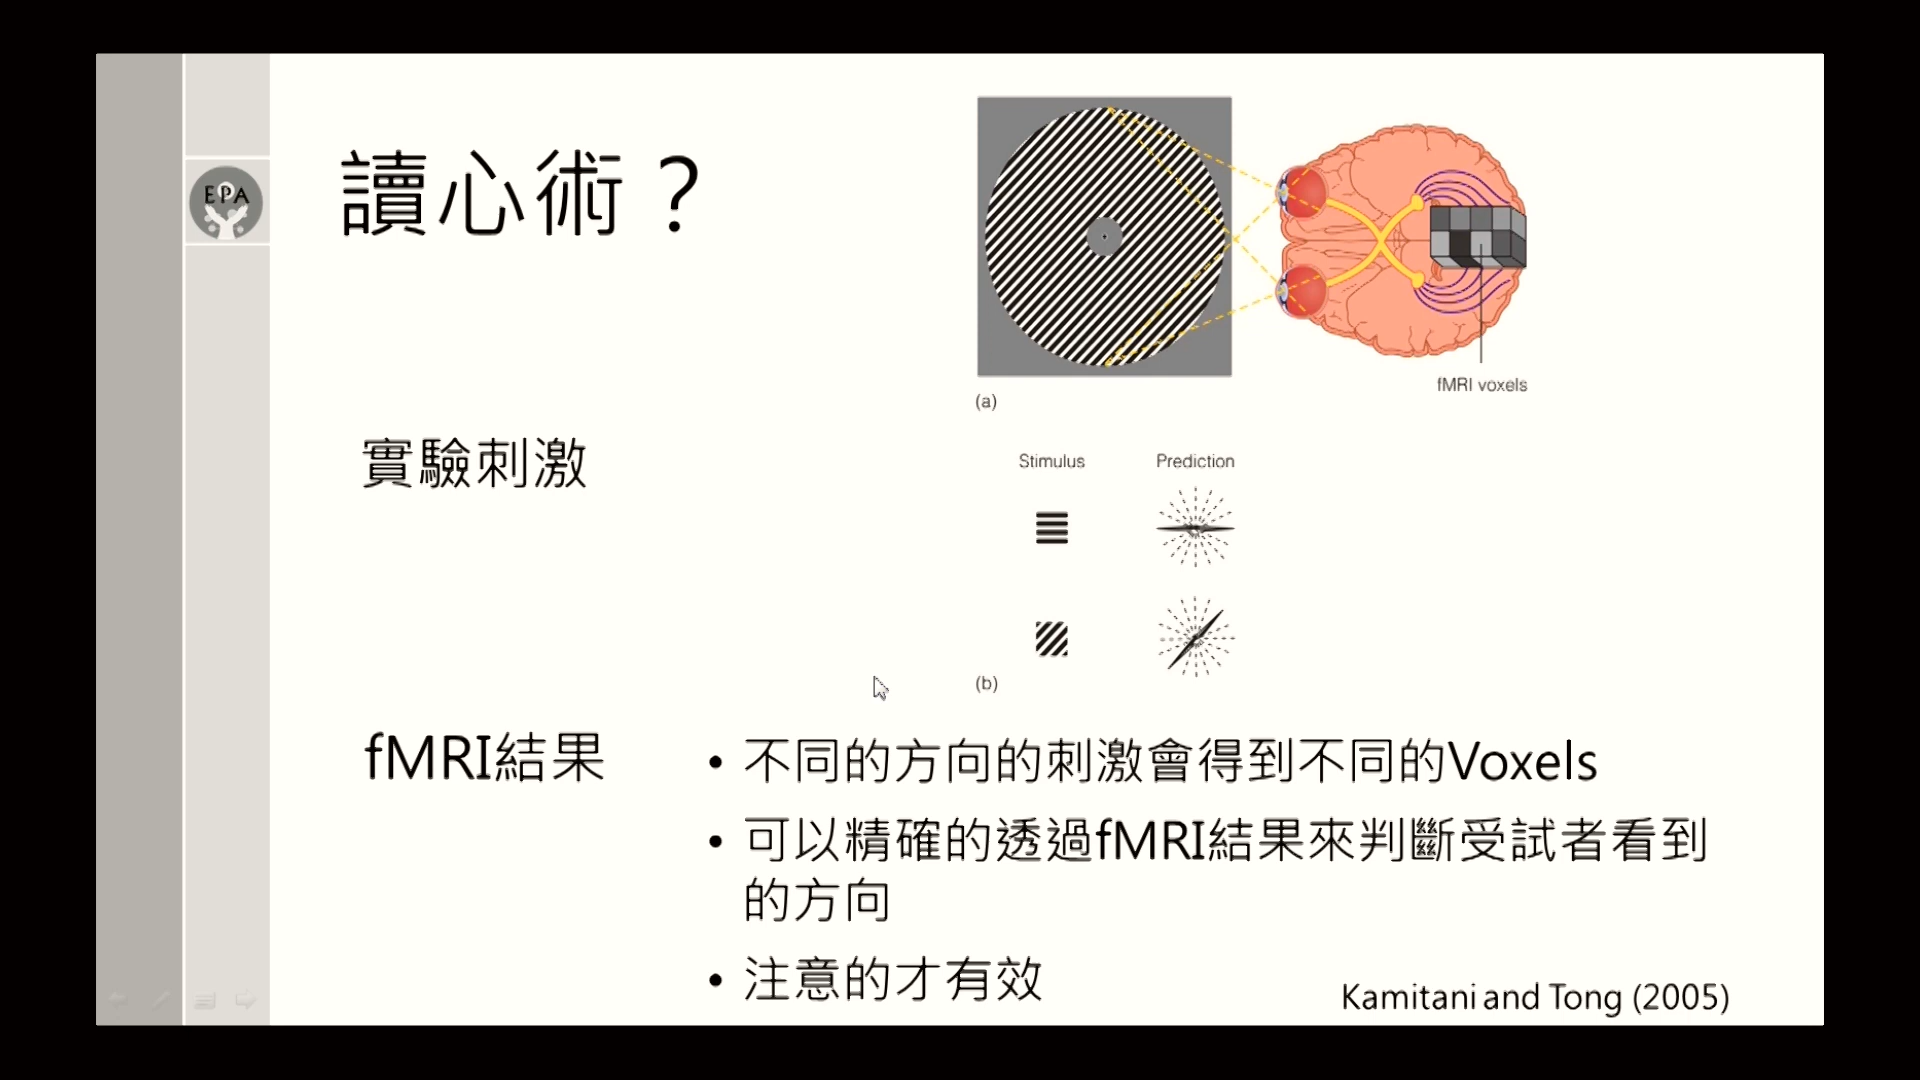 EPA
讀心術？
fMRI voxels
(a)
實驗刺激
Stimulus Prediction
(b)
fMRI結果
• 不同的方向的刺激會得到不同的Voxels
• 可以精確的透過fMRI結果來判斷受試者看到
的方向
• 注意的才有效
Kamitani and Tong (2005)